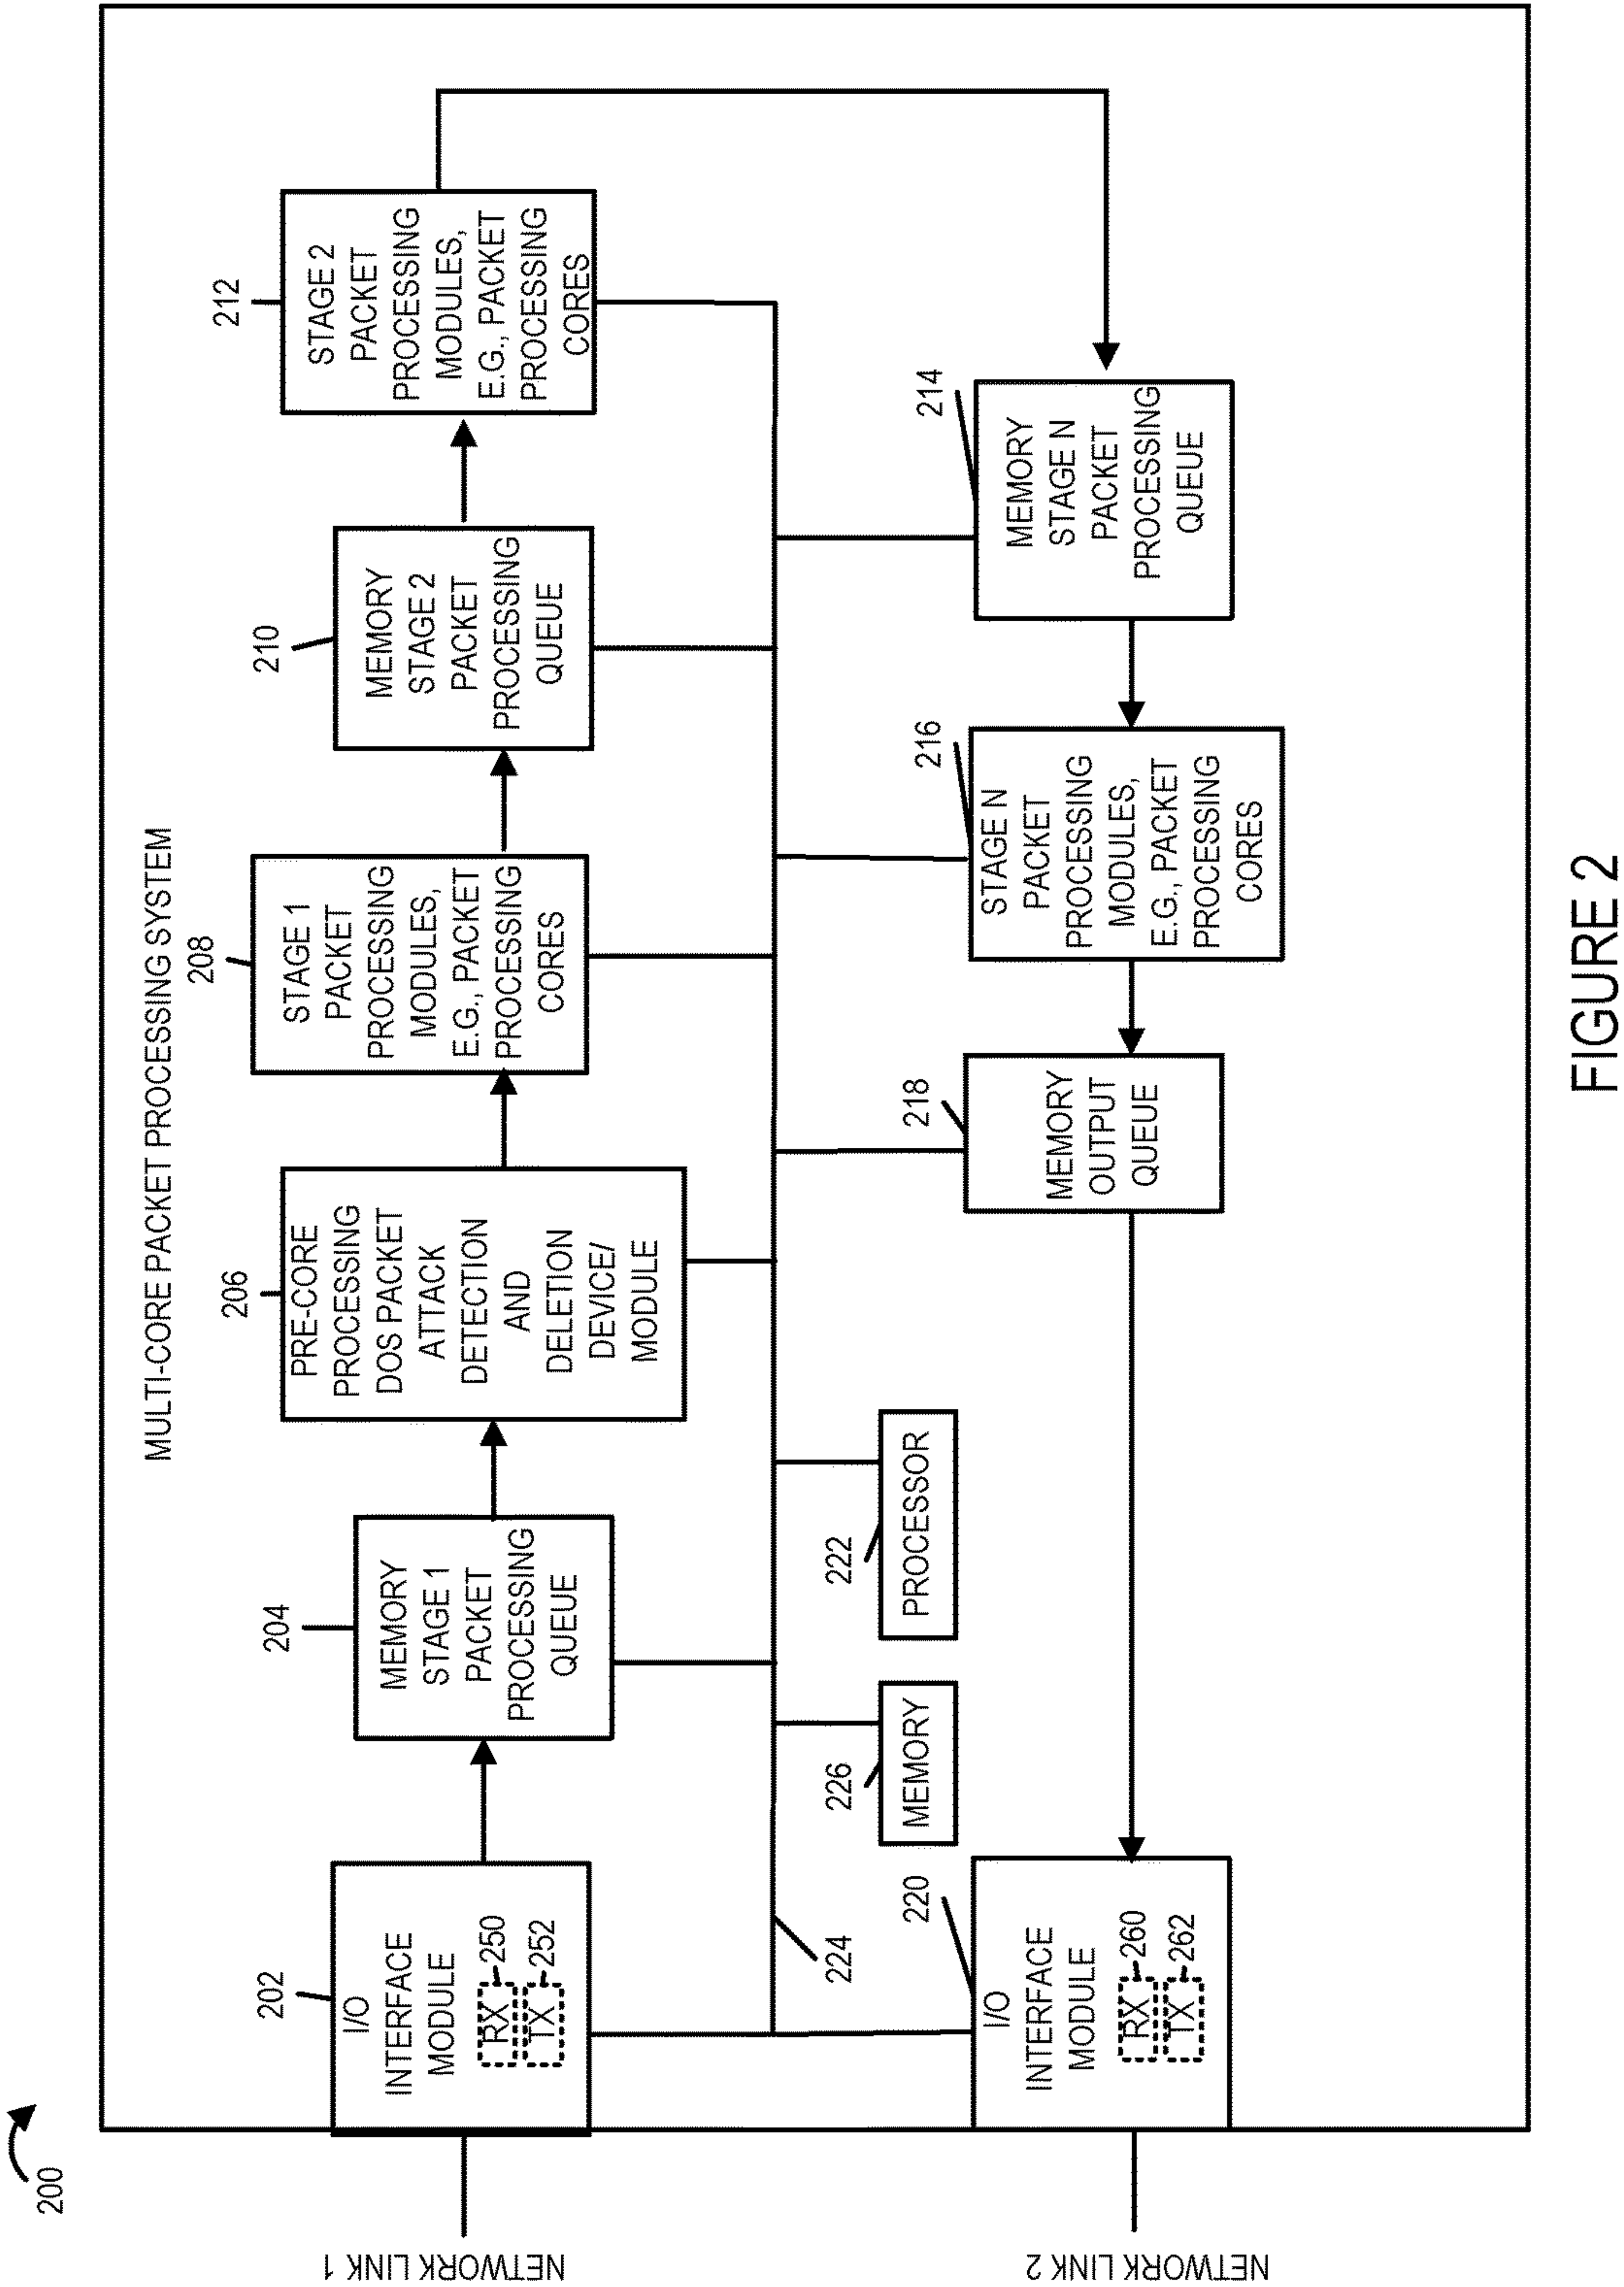 200
MULTI-CORE PACKET PROCESSING SYSTEM
NETWORK LINK 1
202
I/O
INTERFACE
MODULE
RX
250
TX
252
204
MEMORY
STAGE 1
PACKET
PROCESSING
QUEUE
206
PRE-CORE
PROCESSING
DOS PACKET
ATTACK
DETECTION
AND
DELETION
DEVICE/
MODULE
208
STAGE 1
PACKET
PROCESSING
MODULES,
E.G., PACKET
PROCESSING
CORES
210
MEMORY
STAGE 2
PACKET
PROCESSING
QUEUE
212
STAGE 2
PACKET
PROCESSING
MODULES,
E.G., PACKET
PROCESSING
CORES
224
226
MEMORY
222
PROCESSOR
NETWORK LINK 2
220
I/O
INTERFACE
MODULE
RX
260
TX
262
218
MEMORY
OUTPUT
QUEUE
216
STAGE N
PACKET
PROCESSING
MODULES,
E.G., PACKET
PROCESSING
CORES
214
MEMORY
STAGE N
PACKET
PROCESSING
QUEUE
FIGURE 2